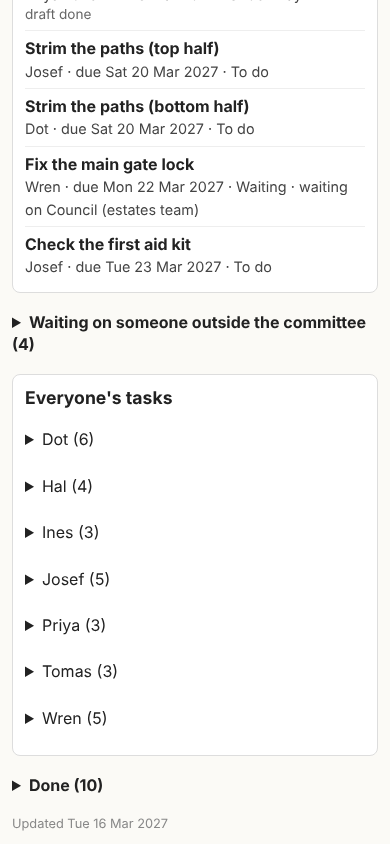 draft done
Strim the paths (top half)
Josef · due Sat 20 Mar 2027 · To do
Strim the paths (bottom half)
Dot · due Sat 20 Mar 2027 · To do
Fix the main gate lock
Wren · due Mon 22 Mar 2027 · Waiting · waiting
on Council (estates team)
Check the first aid kit
Josef · due Tue 23 Mar 2027 · To do
Waiting on someone outside the committee
(4)
Everyone's tasks
Dot (6)
Hal (4)
Ines (3)
Josef (5)
Priya (3)
Tomas (3)
Wren (5)
Done (10)
Updated Tue 16 Mar 2027